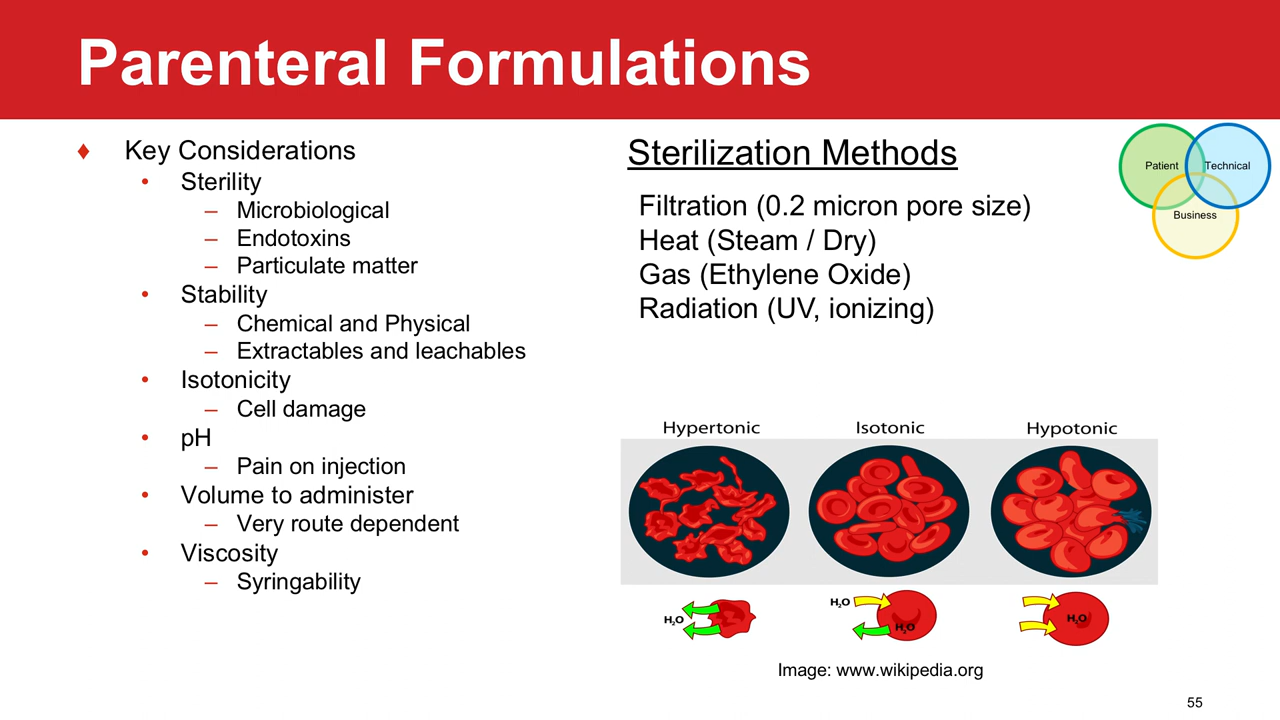 Parenteral Formulations
♦ Key Considerations
• Sterility
– Microbiological
– Endotoxins
– Particulate matter
• Stability
– Chemical and Physical
– Extractables and leachables
• Isotonicity
– Cell damage
• pH
– Pain on injection
• Volume to administer
– Very route dependent
• Viscosity
– Syringability
Sterilization Methods
Filtration (0.2 micron pore size)
Heat (Steam / Dry)
Gas (Ethylene Oxide)
Radiation (UV, ionizing)
Patient
Technical
Business
Hypertonic
Isotonic
Hypotonic
H₂O
H₂O
H₂O
H₂O
Image: www.wikipedia.org
55